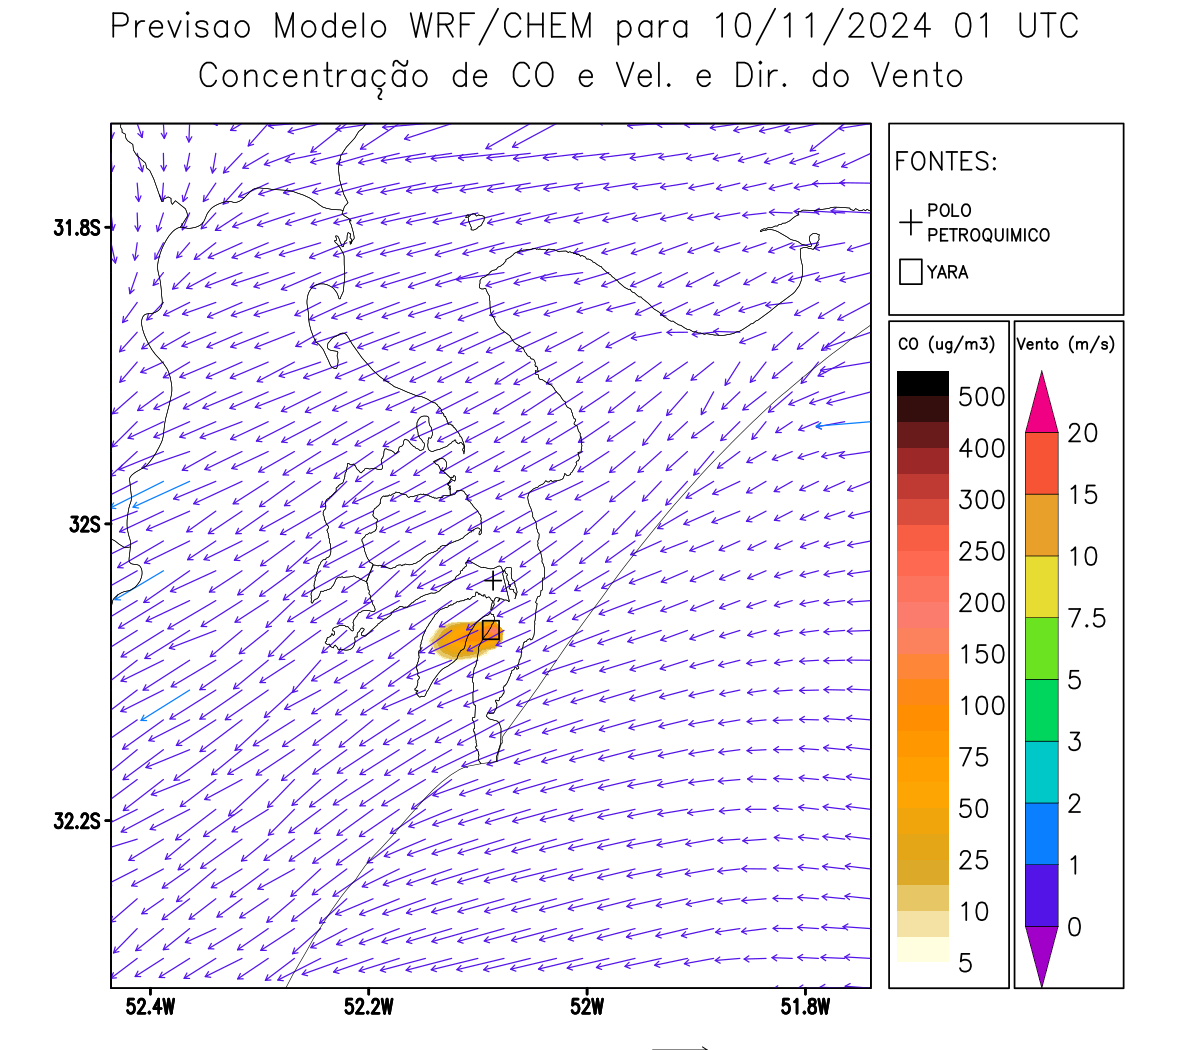 Previsao Modelo WRF/CHEM para 10/11/2024 01 UTC
Concentração de CO e Vel. e Dir. do Vento
FONTES:
POLO
PETROQUIMICO
YARA
CO (ug/m3)
500
400
300
250
200
150
100
75
50
25
10
5
Vento (m/s)
20
15
10
7.5
5
3
2
1
0
31.8S
32S
32.2S
52.4W
52.2W
52W
51.8W